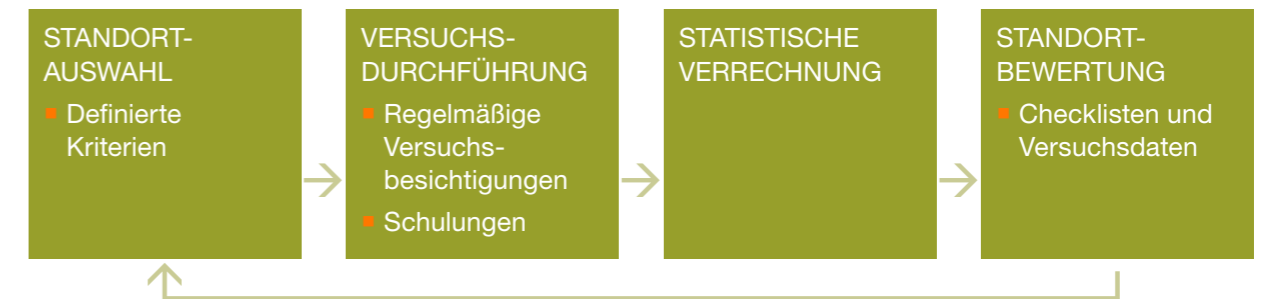 STANDORT-
AUSWAHL
Definierte
Kriterien
VERSUCHS-
DURCHFÜHRUNG
Regelmäßige
Versuchs-
besichtigungen
Schulungen
STATISTISCHE
VERRECHNUNG
STANDORT-
BEWERTUNG
Checklisten und
Versuchsdaten